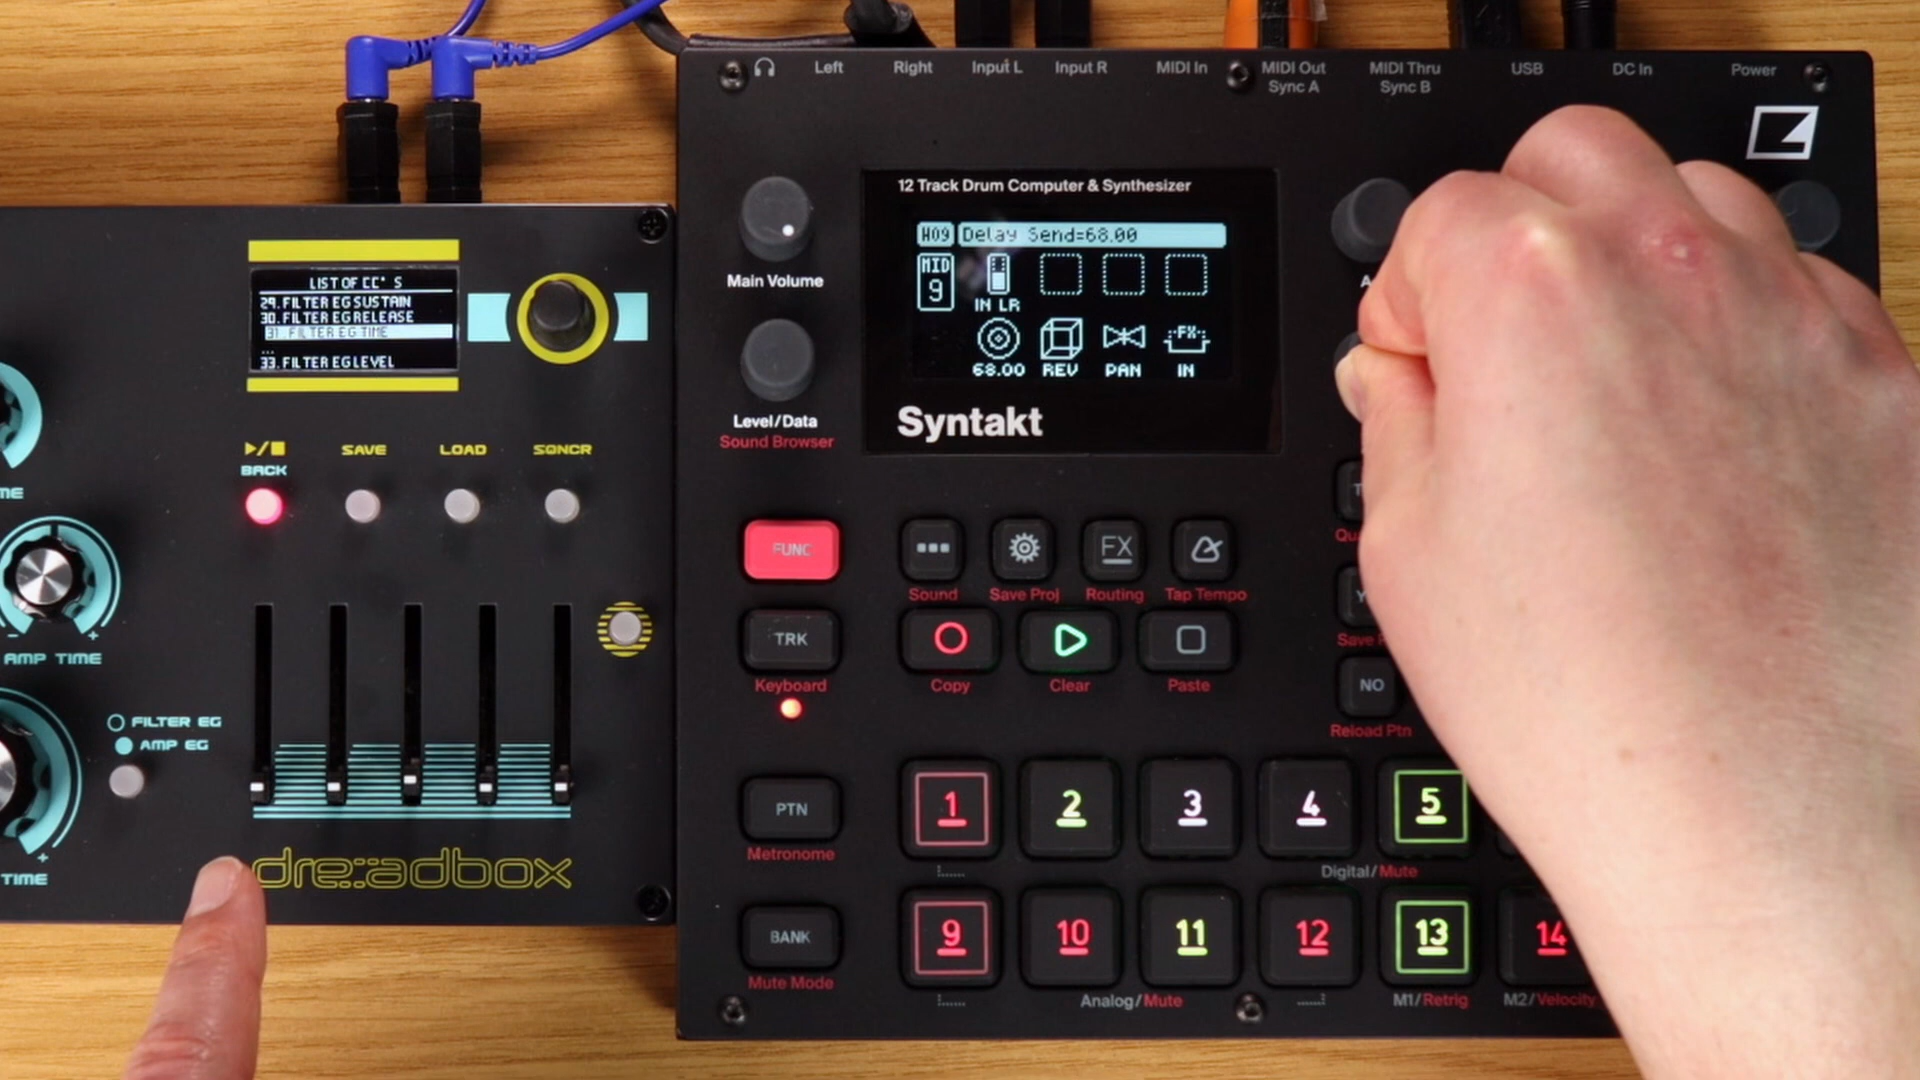 Left
Right
Input L
Input R
MIDI In
MIDI Out
Sync A
MIDI Thru
Sync B
USB
DC In
Power
12 Track Drum Computer & Synthesizer
H09 Delay Send=68.00
MID
9
IN LR
FX
68.00 REV PAN IN
Syntakt
Main Volume
Level/Data
Sound Browser
FUNC
FX
Sound
Save Proj
Routing
Tap Tempo
TRK
Keyboard
Copy
Clear
Paste
NO
Reload Ptn
PTN
Metronome
1
2
3
4
5
Digital/Mute
BANK
Mute Mode
9
10
11
12
13
14
Analog/Mute
M1/Retrig
M2/Velocity
LIST OF CC'S
29. FILTER EG SUSTAIN
30. FILTER EG RELEASE
31. FILTER EG TIME
...
33. FILTER EG LEVEL
BACK
SAVE
LOAD
SQNCR
AMP TIME
FILTER EG
AMP EG
TIME
dre::adbox